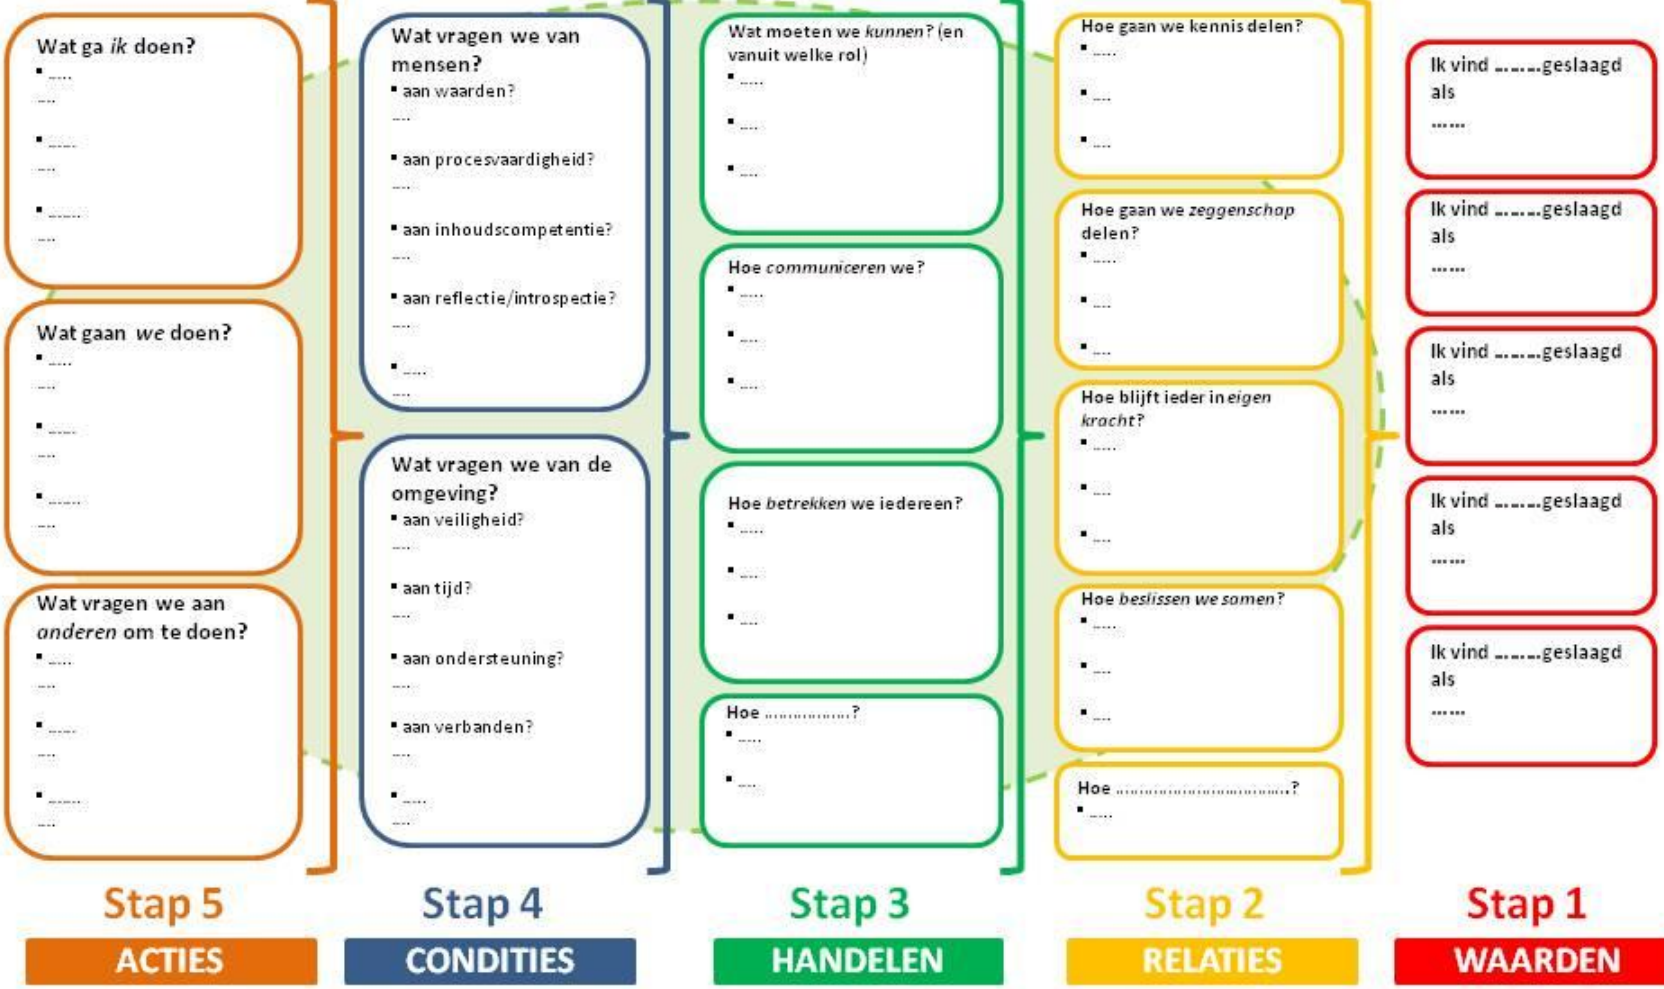 Wat ga ik doen?
▪ .....
....
▪ ......
....
▪ .......
....
Wat gaan we doen?
▪ ......
....
▪ ......
....
▪ .......
....
Wat vragen we aan
anderen om te doen?
▪ .....
....
▪ ......
....
▪ .......
....
Stap 5
ACTIES
Wat vragen we van
mensen?
▪ aan waarden?
....
▪ aan procesvaardigheid?
....
▪ aan inhoudscompetentie?
....
▪ aan reflectie/introspectie?
....
▪ .....
....
Wat vragen we van de
omgeving?
▪ aan veiligheid?
....
▪ aan tijd?
....
▪ aan ondersteuning?
....
▪ aan verbanden?
....
▪ .....
....
Stap 4
CONDITIES
Wat moeten we kunnen? (en
vanuit welke rol)
▪ .....
▪ ....
▪ ....
Hoe communiceren we?
▪ .....
▪ ....
▪ ....
Hoe betrekken we iedereen?
▪ .....
▪ ....
▪ ....
Hoe ..................?
▪ .....
▪ ....
Stap 3
HANDELEN
Hoe gaan we kennis delen?
▪ .....
▪ ....
▪ ....
Hoe gaan we zeggenschap
delen?
▪ .....
▪ ....
▪ ....
Hoe blijft ieder in eigen
kracht?
▪ .....
▪ ....
▪ ....
Hoe beslissen we samen?
▪ .....
▪ ....
▪ ....
Hoe .....................................?
▪ .....
Stap 2
RELATIES
Ik vind ........geslaagd
als
......
Ik vind ........geslaagd
als
......
Ik vind ........geslaagd
als
......
Ik vind ........geslaagd
als
......
Ik vind ........geslaagd
als
......
Stap 1
WAARDEN